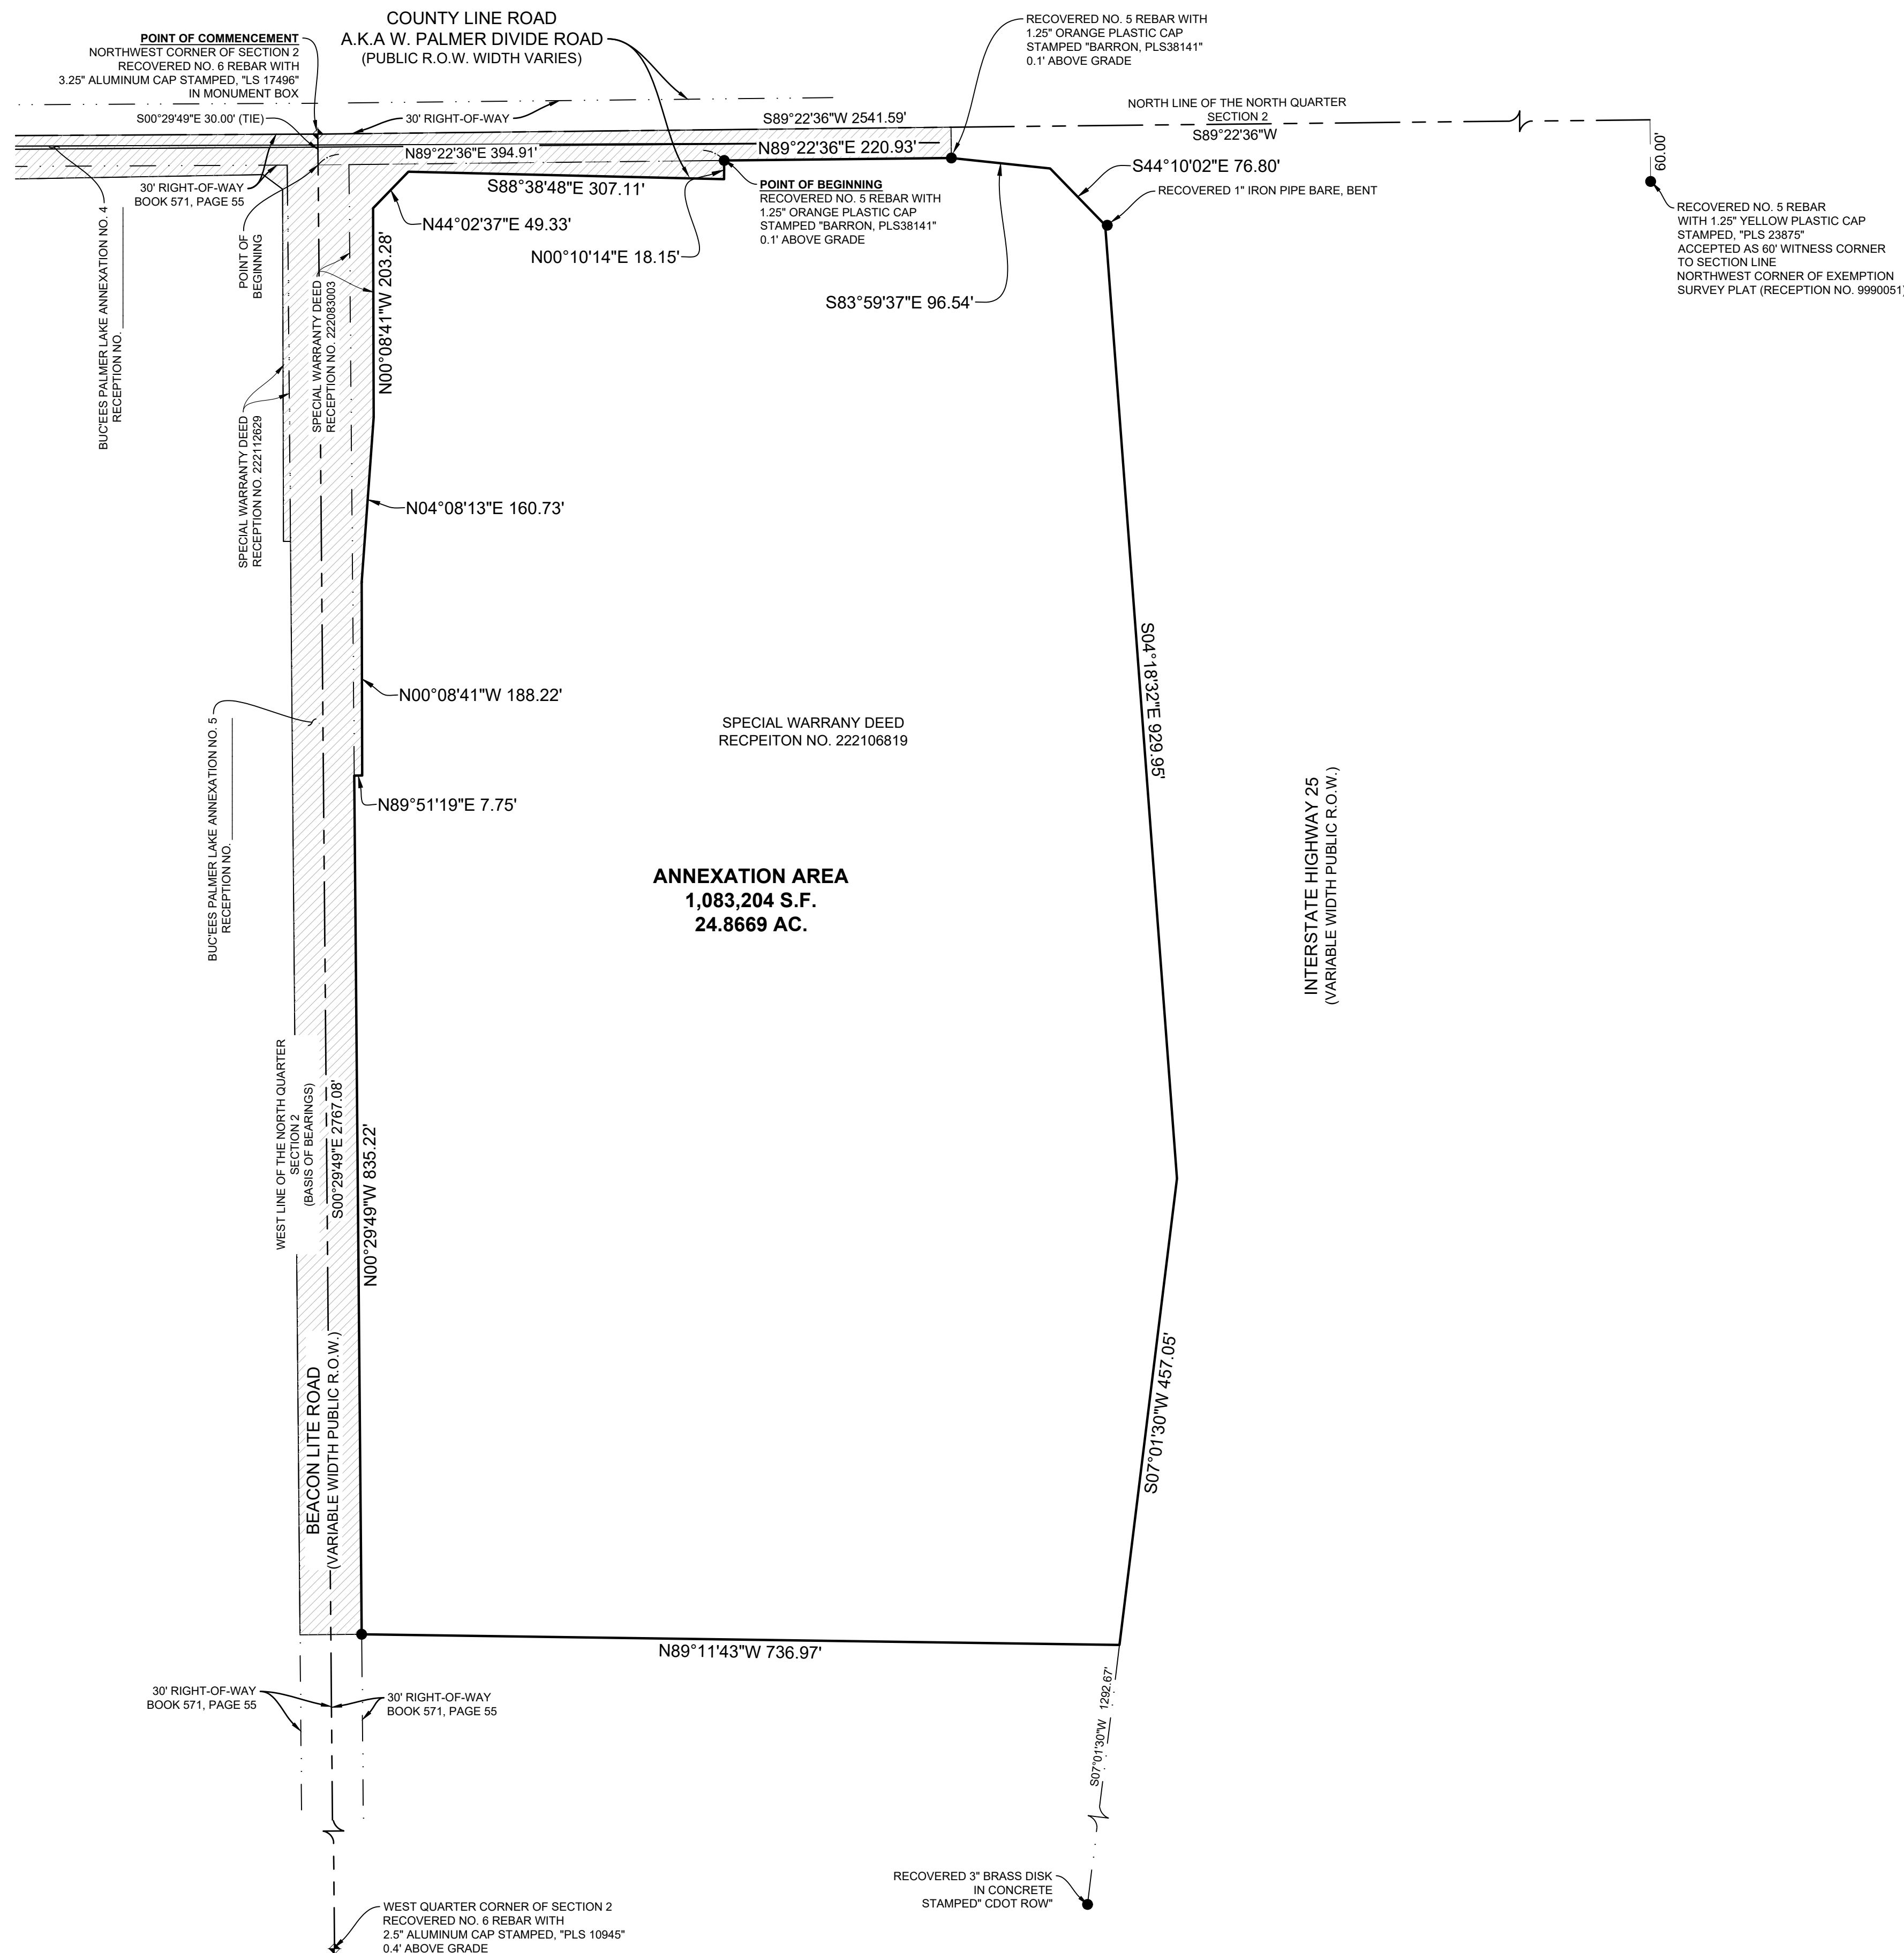 COUNTY LINE ROAD
A.K.A W. PALMER DIVIDE ROAD
(PUBLIC R.O.W. WIDTH VARIES)
POINT OF COMMENCEMENT
NORTHWEST CORNER OF SECTION 2
RECOVERED NO. 6 REBAR WITH
3.25" ALUMINUM CAP STAMPED, "LS 17496"
IN MONUMENT BOX
RECOVERED NO. 5 REBAR WITH
1.25" ORANGE PLASTIC CAP
STAMPED "BARRON, PLS38141"
0.1' ABOVE GRADE
S00°29'49"E 30.00' (TIE)
30' RIGHT-OF-WAY
S89°22'36"W 2541.59'
NORTH LINE OF THE NORTH QUARTER
SECTION 2
S89°22'36"W
60.00'
N89°22'36"E 394.91'
N89°22'36"E 220.93'
S44°10'02"E 76.80'
RECOVERED 1" IRON PIPE BARE, BENT
30' RIGHT-OF-WAY
BOOK 571, PAGE 55
S88°38'48"E 307.11'
POINT OF BEGINNING
RECOVERED NO. 5 REBAR WITH
1.25" ORANGE PLASTIC CAP
STAMPED "BARRON, PLS38141"
0.1' ABOVE GRADE
RECOVERED NO. 5 REBAR
WITH 1.25" YELLOW PLASTIC CAP
STAMPED, "PLS 23875"
ACCEPTED AS 60' WITNESS CORNER
TO SECTION LINE
NORTHWEST CORNER OF EXEMPTION
SURVEY PLAT (RECEPTION NO. 9990051)
N44°02'37"E 49.33'
N00°10'14"E 18.15'
S83°59'37"E 96.54'
BUC'EES PALMER LAKE ANNEXATION NO. 4
RECEPTION NO.
POINT OF
BEGINNING
SPECIAL WARRANTY DEED
RECEPTION NO. 222083003
N00°08'41"W 203.28'
SPECIAL WARRANTY DEED
RECEPTION NO. 222112629
N04°08'13"E 160.73'
N00°08'41"W 188.22'
S04°18'32"E 929.95'
SPECIAL WARRANY DEED
RECPEITON NO. 222106819
BUC'EES PALMER LAKE ANNEXATION NO. 5
RECEPTION NO.
N89°51'19"E 7.75'
INTERSTATE HIGHWAY 25
(VARIABLE WIDTH PUBLIC R.O.W.)
ANNEXATION AREA
1,083,204 S.F.
24.8669 AC.
WEST LINE OF THE NORTH QUARTER
SECTION 2
(BASIS OF BEARINGS)
S00°29'49"E 2767.08'
N00°29'49"W 835.22'
BEACON LITE ROAD
(VARIABLE WIDTH PUBLIC R.O.W.)
S07°01'30"W 457.05'
N89°11'43"W 736.97'
30' RIGHT-OF-WAY
BOOK 571, PAGE 55
30' RIGHT-OF-WAY
BOOK 571, PAGE 55
S07°01'30"W 1292.67'
RECOVERED 3" BRASS DISK
IN CONCRETE
STAMPED" CDOT ROW"
WEST QUARTER CORNER OF SECTION 2
RECOVERED NO. 6 REBAR WITH
2.5" ALUMINUM CAP STAMPED, "PLS 10945"
0.4' ABOVE GRADE